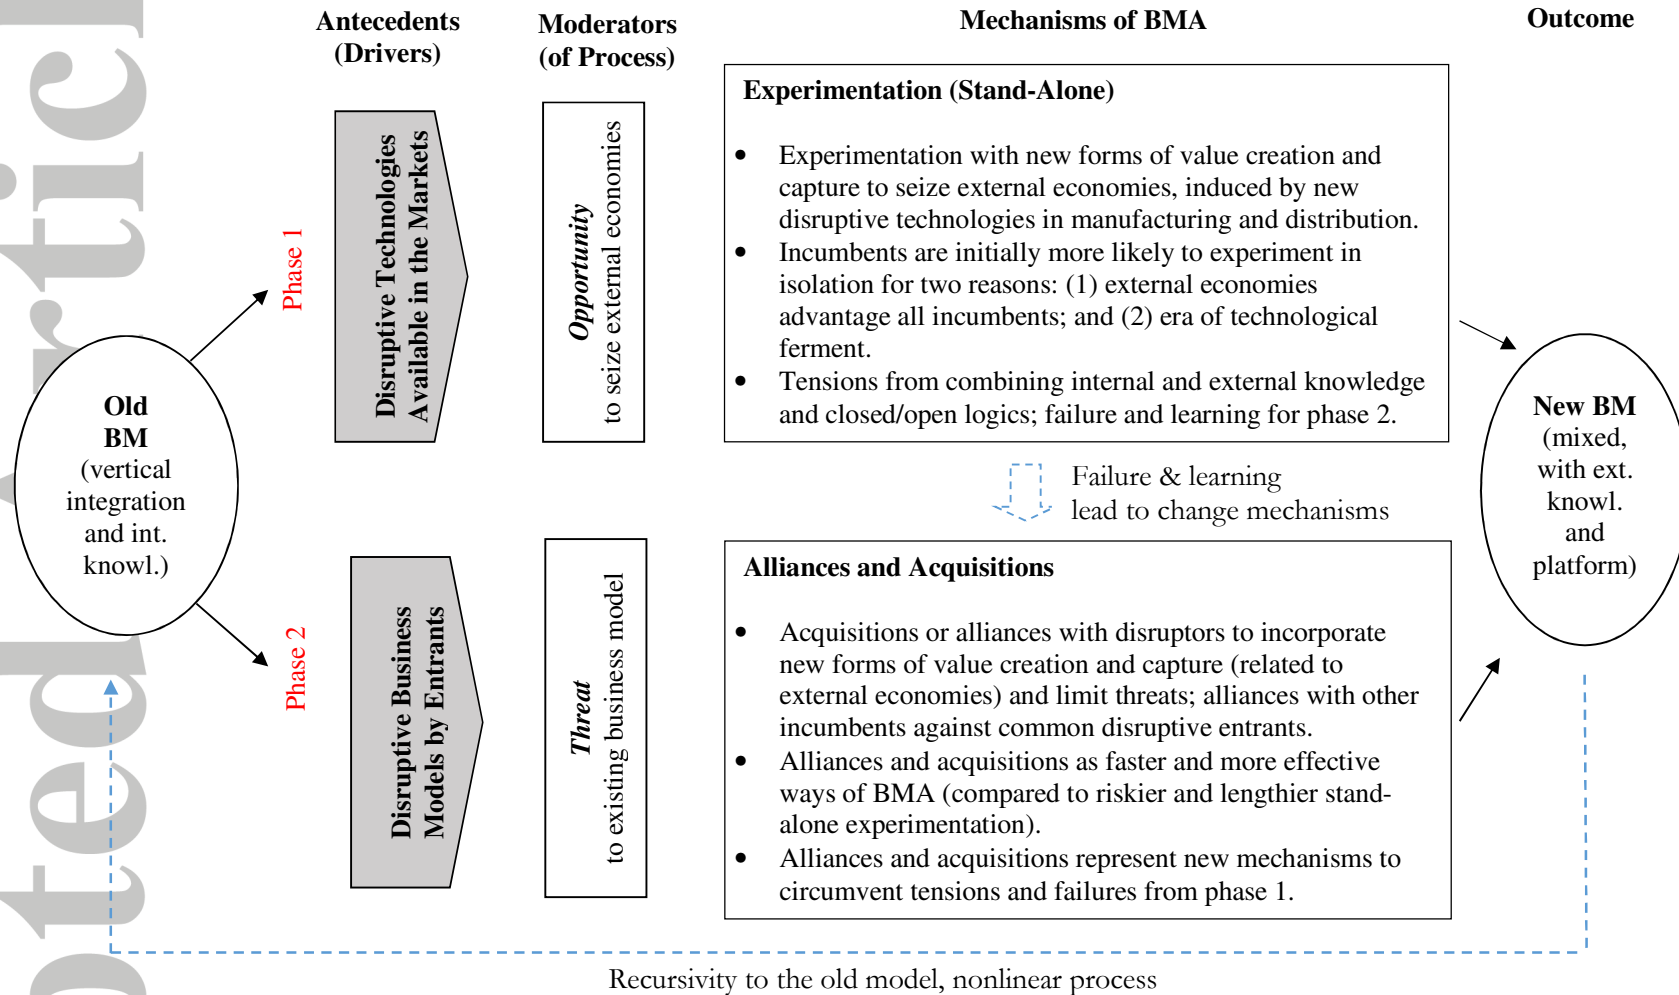 Antecedents
(Drivers)
Moderators
(of Process)
Mechanisms of BMA
Outcome
Phase 1
Disruptive Technologies
Available in the Markets
Opportunity
to seize external economies
Experimentation (Stand-Alone)
• Experimentation with new forms of value creation and
capture to seize external economies, induced by new
disruptive technologies in manufacturing and distribution.
• Incumbents are initially more likely to experiment in
isolation for two reasons: (1) external economies
advantage all incumbents; and (2) era of technological
ferment.
• Tensions from combining internal and external knowledge
and closed/open logics; failure and learning for phase 2.
Old
BM
(vertical
integration
and int.
knowl.)
Failure & learning
lead to change mechanisms
New BM
(mixed,
with ext.
knowl.
and
platform)
Phase 2
Disruptive Business
Models by Entrants
Threat
to existing business model
Alliances and Acquisitions
• Acquisitions or alliances with disruptors to incorporate
new forms of value creation and capture (related to
external economies) and limit threats; alliances with other
incumbents against common disruptive entrants.
• Alliances and acquisitions as faster and more effective
ways of BMA (compared to riskier and lengthier stand-
alone experimentation).
• Alliances and acquisitions represent new mechanisms to
circumvent tensions and failures from phase 1.
Recursivity to the old model, nonlinear process